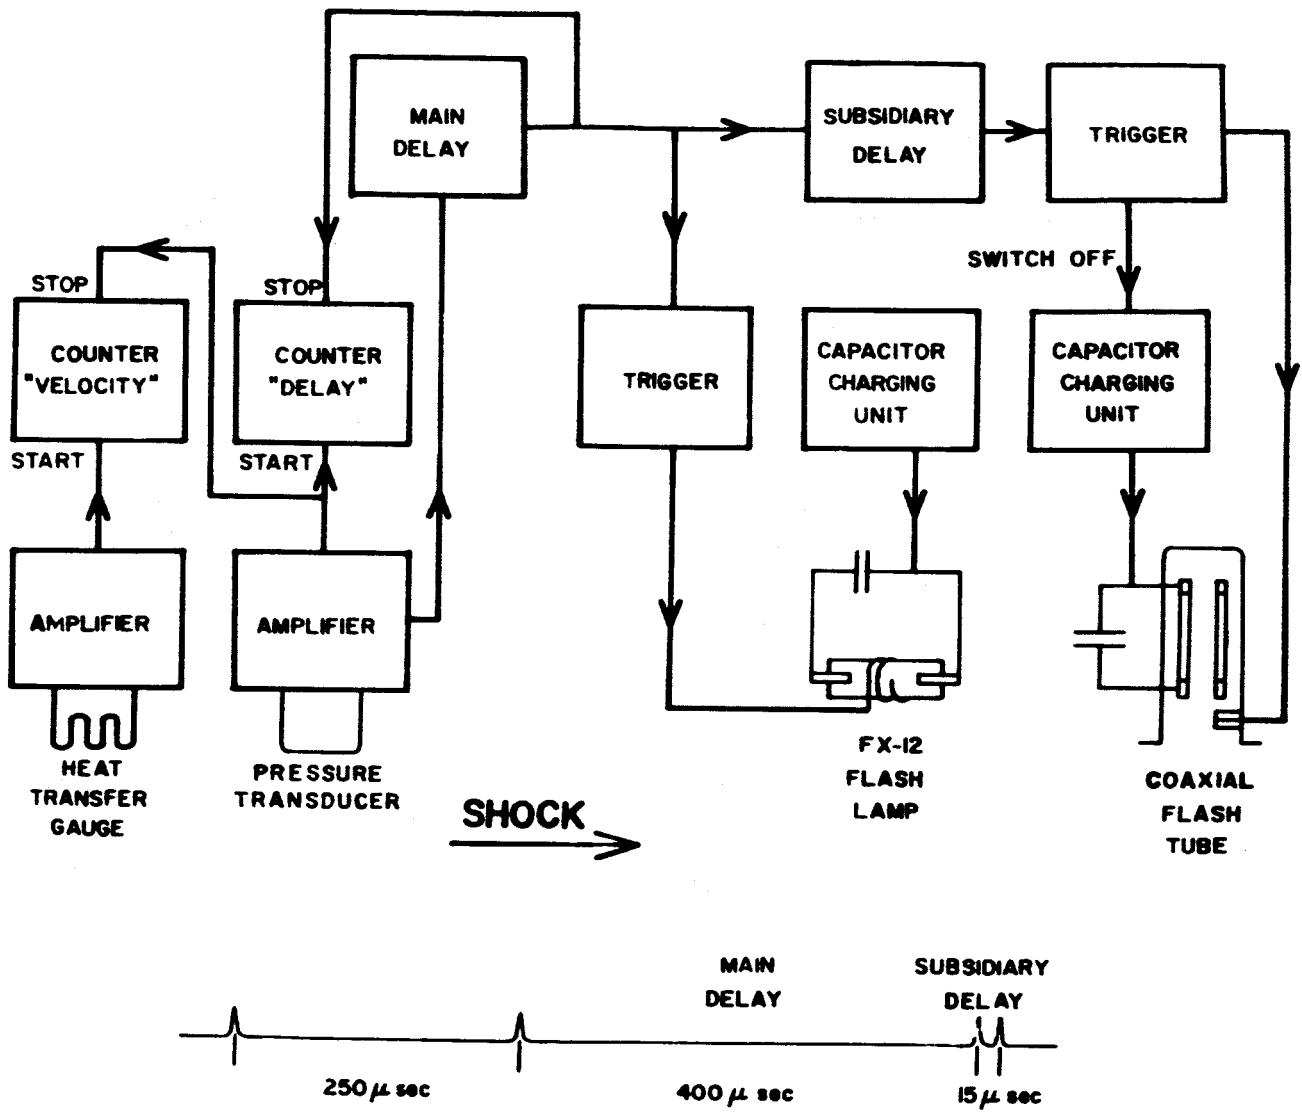 MAIN
DELAY
SUBSIDIARY
DELAY
TRIGGER
SWITCH OFF
STOP
STOP
COUNTER
"VELOCITY"
COUNTER
"DELAY"
TRIGGER
CAPACITOR
CHARGING
UNIT
CAPACITOR
CHARGING
UNIT
START
START
AMPLIFIER
AMPLIFIER
HEAT
TRANSFER
GAUGE
PRESSURE
TRANSDUCER
FX-12
FLASH
LAMP
COAXIAL
FLASH
TUBE
SHOCK
MAIN
DELAY
SUBSIDIARY
DELAY
250 μ sec
400 μ sec
15 μ sec